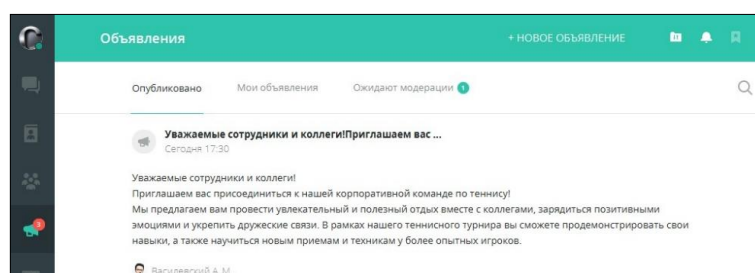 Объявления
+ НОВОЕ ОБЪЯВЛЕНИЕ
Опубликовано Мои объявления Ожидают модерации 1
Уважаемые сотрудники и коллеги!Приглашаем вас ...
Сегодня 17:30
Уважаемые сотрудники и коллеги!
Приглашаем вас присоединиться к нашей корпоративной команде по теннису!
Мы предлагаем вам провести увлекательный и полезный отдых вместе с коллегами, зарядиться позитивными
эмоциями и укрепить дружеские связи. В рамках нашего теннисного турнира вы сможете продемонстрировать свои
навыки, а также научиться новым приемам и техникам у более опытных игроков.
3
Василевский А.М.